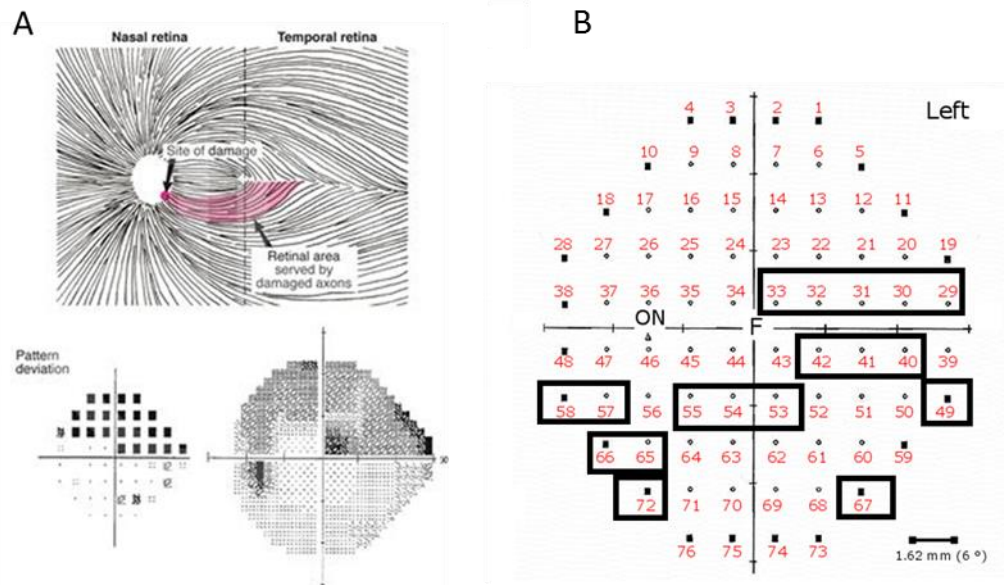 A
Nasal retina Temporal retina
Site of damage
Retinal area
served by
damaged axons
Pattern
deviation
30
B
Left
4 3 2 1
10 9 8 7 6 5
18 17 16 15 14 13 12 11
28 27 26 25 24 23 22 21 20 19
38 37 36 35 34 33 32 31 30 29
ON F
48 47 46 45 44 43 42 41 40 39
58 57 56 55 54 53 52 51 50 49
66 65 64 63 62 61 60 59
72 71 70 69 68 67
76 75 74 73
1.62 mm (6 °)